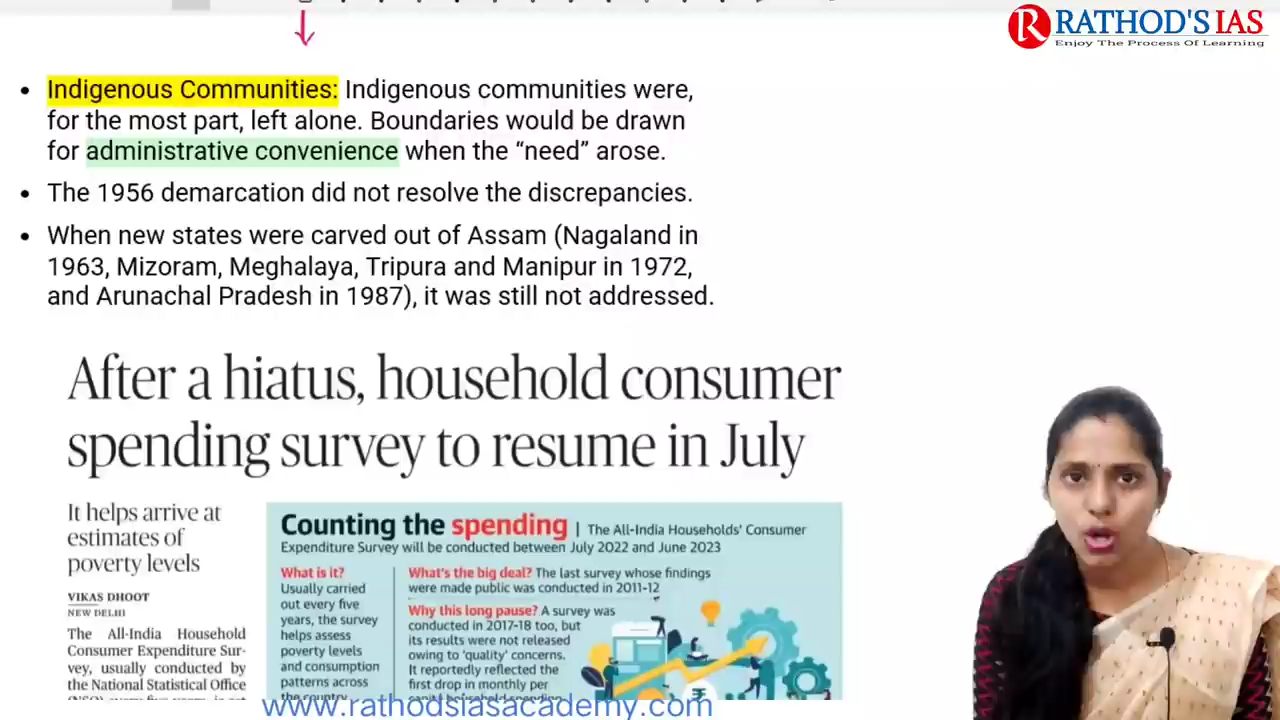 RATHOD'S IAS
Enjoy The Process Of Learning
• Indigenous Communities: Indigenous communities were,
for the most part, left alone. Boundaries would be drawn
for administrative convenience when the “need” arose.
• The 1956 demarcation did not resolve the discrepancies.
• When new states were carved out of Assam (Nagaland in
1963, Mizoram, Meghalaya, Tripura and Manipur in 1972,
and Arunachal Pradesh in 1987), it was still not addressed.
After a hiatus, household consumer
spending survey to resume in July
It helps arrive at
estimates of
poverty levels
VIKAS DHOOT
NEW DELHI
The All-India Household
Consumer Expenditure Sur-
vey, usually conducted by
the National Statistical Office
Counting the spending | The All-India Households' Consumer
Expenditure Survey will be conducted between July 2022 and June 2023
What is it?
Usually carried
out every five
years, the survey
helps assess
poverty levels
and consumption
patterns across
the country
What's the big deal? The last survey whose findings
were made public was conducted in 2011-12
Why this long pause? A survey was
conducted in 2017-18 too, but
its results were not released
owing to 'quality' concerns.
It reportedly reflected the
first drop in monthly per
www.rathodsiasacademy.com